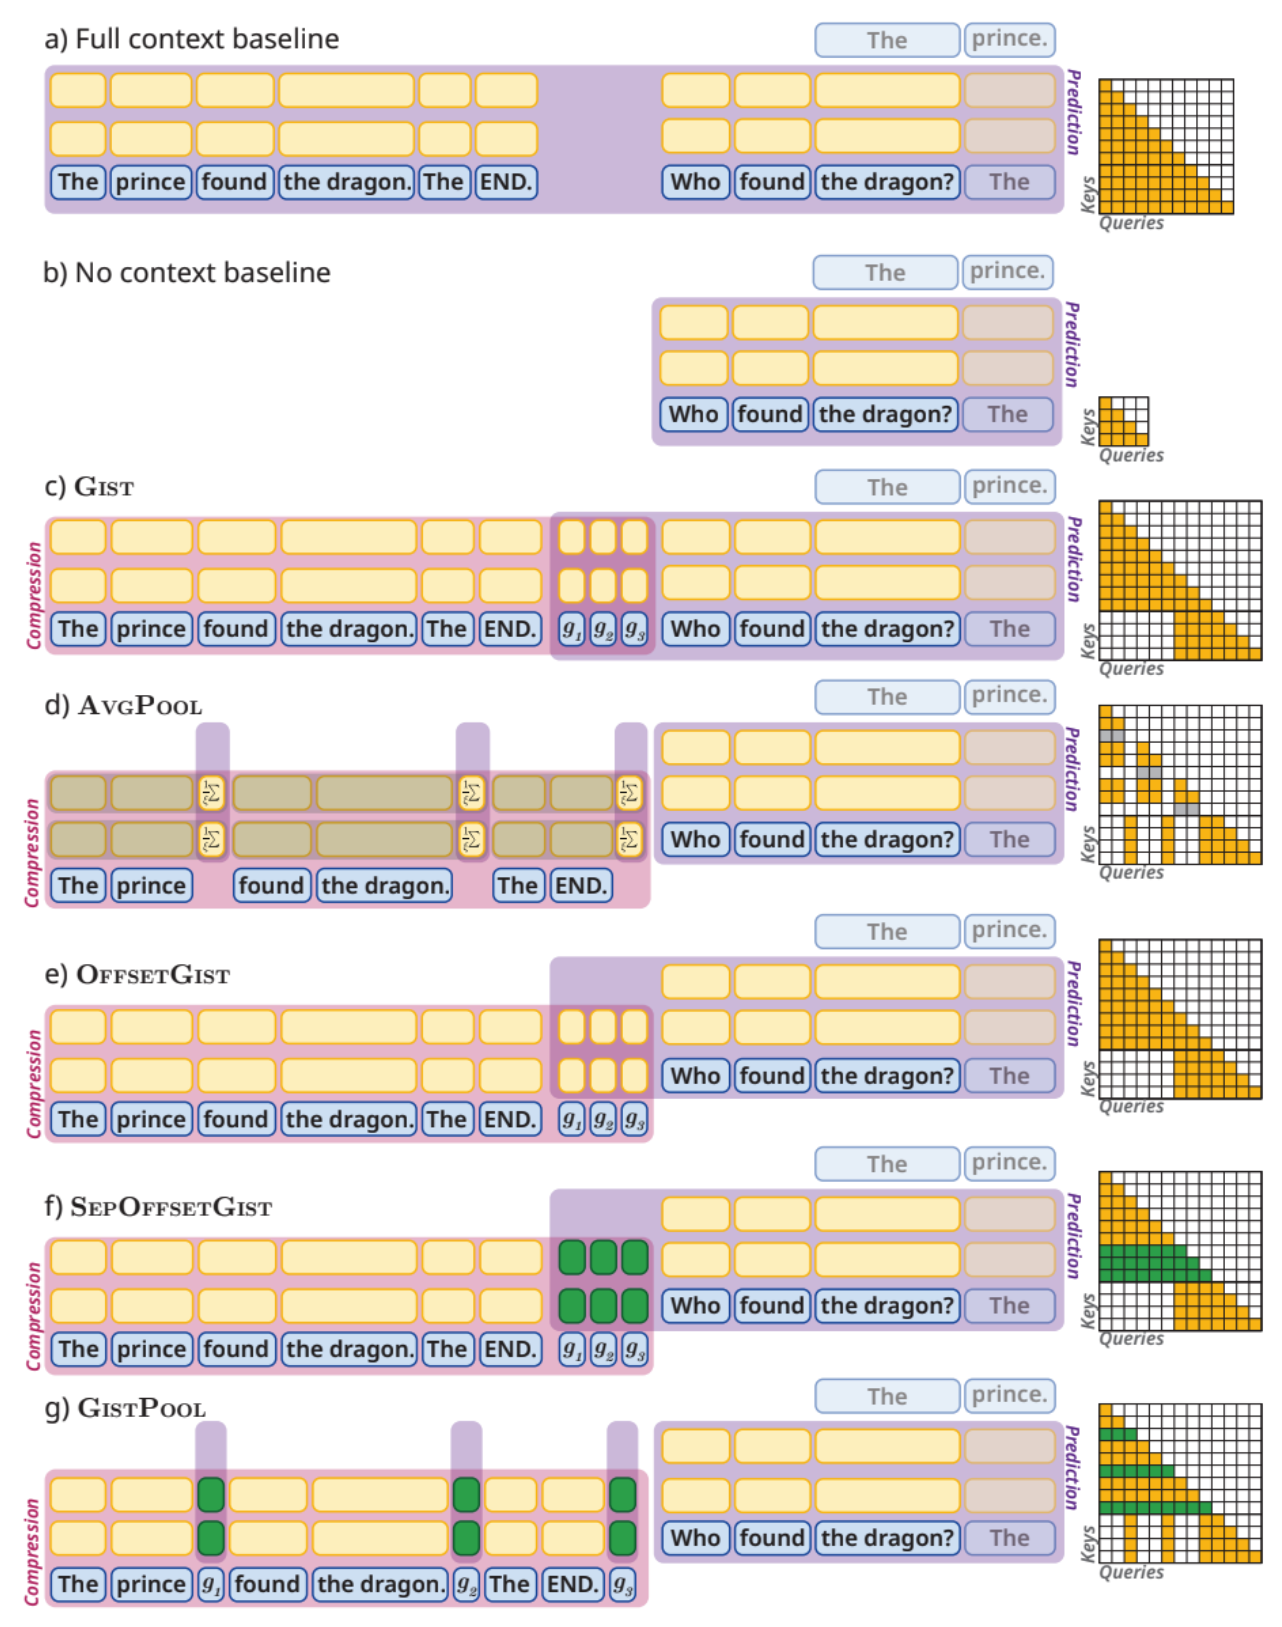 a) Full context baseline
The prince.
Prediction
The prince found the dragon. The END. Who found the dragon? The
Keys
Queries
b) No context baseline
The prince.
Prediction
Who found the dragon? The
Keys
Queries
c) GIST
The prince.
Compression
Prediction
The prince found the dragon. The END. g₁ g₂ g₃ Who found the dragon? The
Keys
Queries
d) AVGPOOL
The prince.
Compression
Prediction
1/ξ Σ 1/ξ Σ 1/ξ Σ
1/ξ Σ 1/ξ Σ 1/ξ Σ
Who found the dragon? The
The prince found the dragon. The END.
Keys
Queries
e) OFFSETGIST
The prince.
Compression
Prediction
Who found the dragon? The
The prince found the dragon. The END. g₁ g₂ g₃
Keys
Queries
f) SEPOFFSETGIST
The prince.
Compression
Prediction
Who found the dragon? The
The prince found the dragon. The END. g₁ g₂ g₃
Keys
Queries
g) GISTPOOL
The prince.
Compression
Prediction
Who found the dragon? The
The prince g₁ found the dragon. g₂ The END. g₃
Keys
Queries